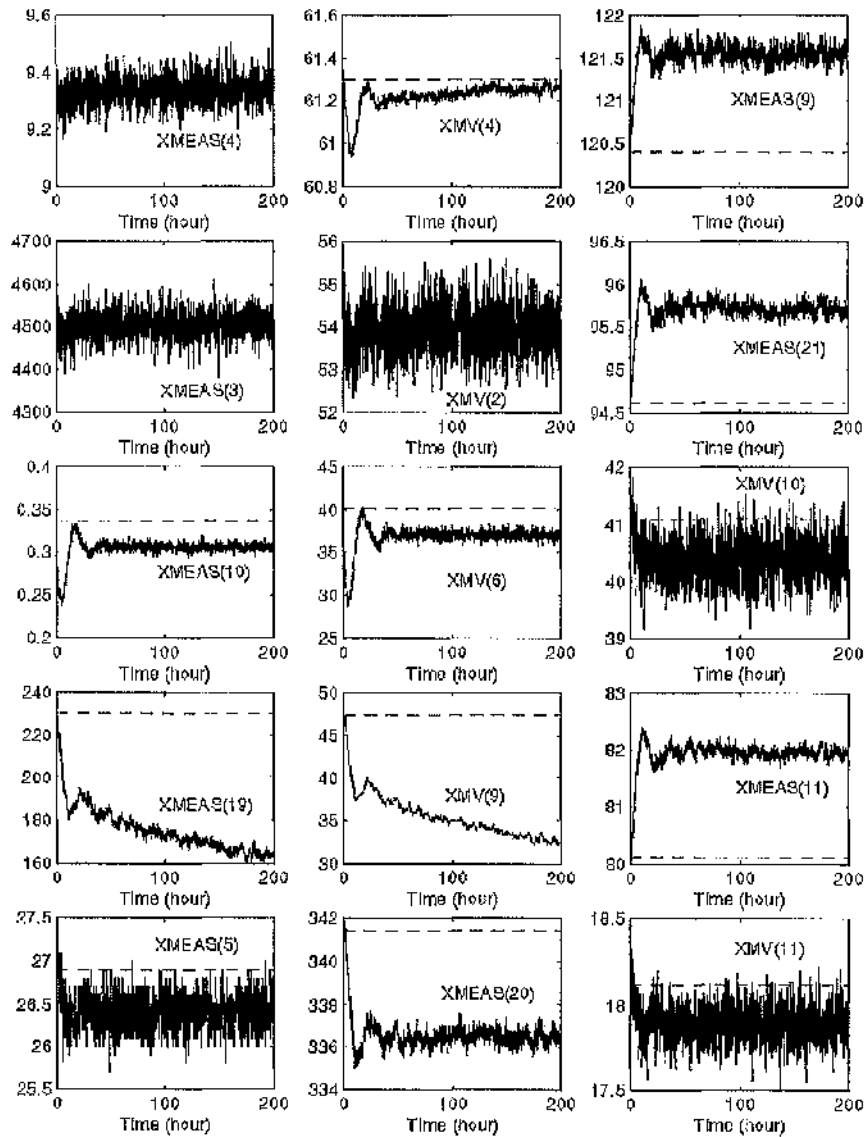 9.6
9.4
9.2
9
0 100 200
Time (hour)
XMEAS(4)
61.6
61.4
61.2
61
60.8
0 100 200
Time (hour)
XMV(4)
122
121.5
121
120.5
120
0 100 200
Time (hour)
XMEAS(9)
4700
4600
4500
4400
4300
0 100 200
Time (hour)
XMEAS(3)
56
55
54
53
52
0 100 200
Time (hour)
XMV(2)
96.5
96
95.5
95
94.5
0 100 200
Time (hour)
XMEAS(21)
0.4
0.35
0.3
0.25
0.2
0 100 200
Time (hour)
XMEAS(10)
45
40
35
30
25
0 100 200
Time (hour)
XMV(6)
42
41
40
39
0 100 200
Time (hour)
XMV(10)
240
220
200
180
160
0 100 200
Time (hour)
XMEAS(19)
50
45
40
35
30
0 100 200
Time (hour)
XMV(9)
83
82
81
80
0 100 200
Time (hour)
XMEAS(11)
27.5
27
26.5
26
25.5
0 100 200
Time (hour)
XMEAS(5)
342
340
338
336
334
0 100 200
Time (hour)
XMEAS(20)
18.5
18
17.5
0 100 200
Time (hour)
XMV(11)